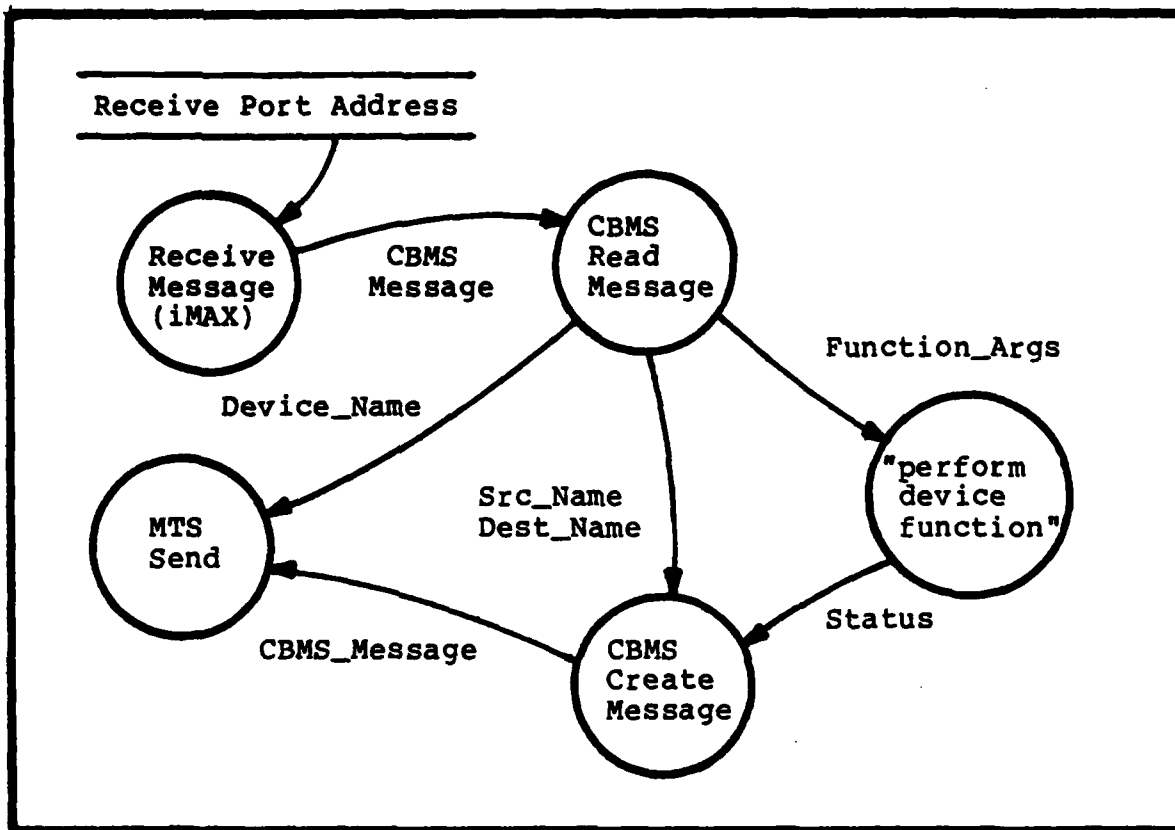 Receive Port Address
Receive
Message
(iMAX)
CBMS
Message
CBMS
Read
Message
Function_Args
Device_Name
"perform
device
function"
Src_Name
Dest_Name
MTS
Send
Status
CBMS_Message
CBMS
Create
Message